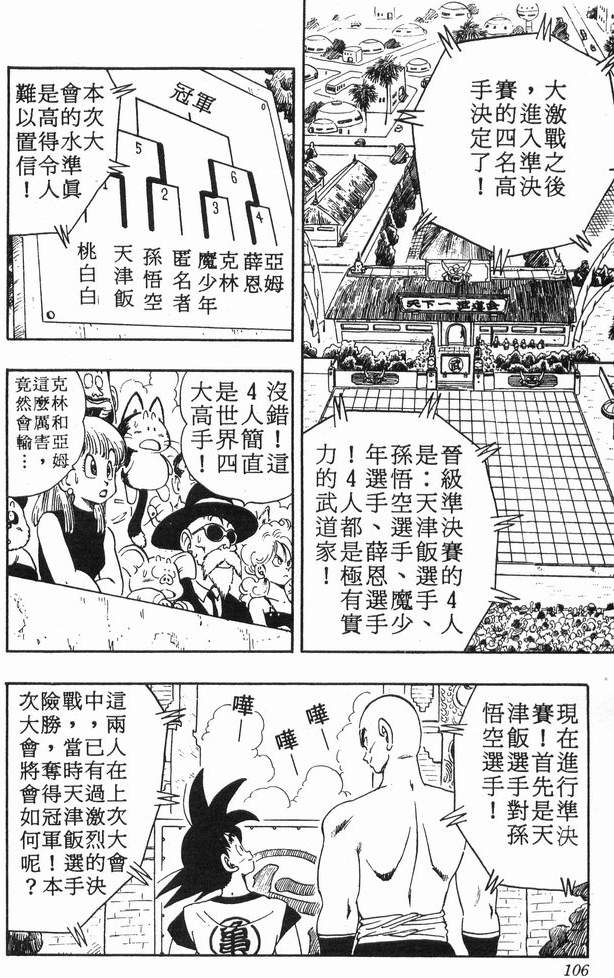 大激戰之後
，進入準決
賽的四名高
手決定了！
天下一武道会
武
晉級準決賽的4人
是：天津飯選手、
孫悟空選手、魔少
年選手、薛恩選手
！4人都是極有實
力的武道家！
冠軍
5
6
3
4
亞姆
薛恩
克林
魔少年
匿名者
孫悟空
天津飯
桃白白
本次大
會的水準真
是高得令人
難以置信！
沒錯！這
4人簡直
是世界四
大高手！
克林和亞姆
這麼厲害，
竟然會輸…
現在進行準決
賽！首先是天
津飯選手對孫
悟空選手！
嘩
嘩
嘩
這兩人在上次大會
中，已有過激烈的決
戰，當時天津飯選手
險勝，奪得冠軍！本
次大會將會如何呢？
龜
106